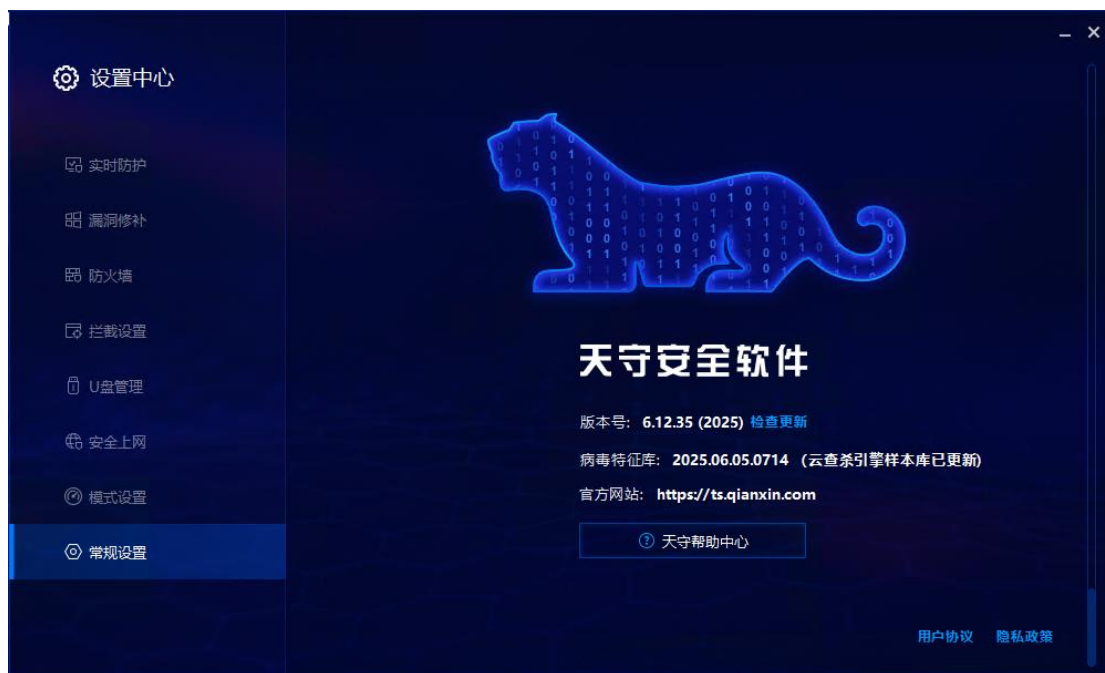 设置中心
实时防护
漏洞修补
防火墙
拦截设置
U盘管理
安全上网
模式设置
常规设置
天守安全软件
版本号: 6.12.35 (2025) 检查更新
病毒特征库: 2025.06.05.0714 (云查杀引擎样本库已更新)
官方网站: https://ts.qianxin.com
天守帮助中心
用户协议 隐私政策